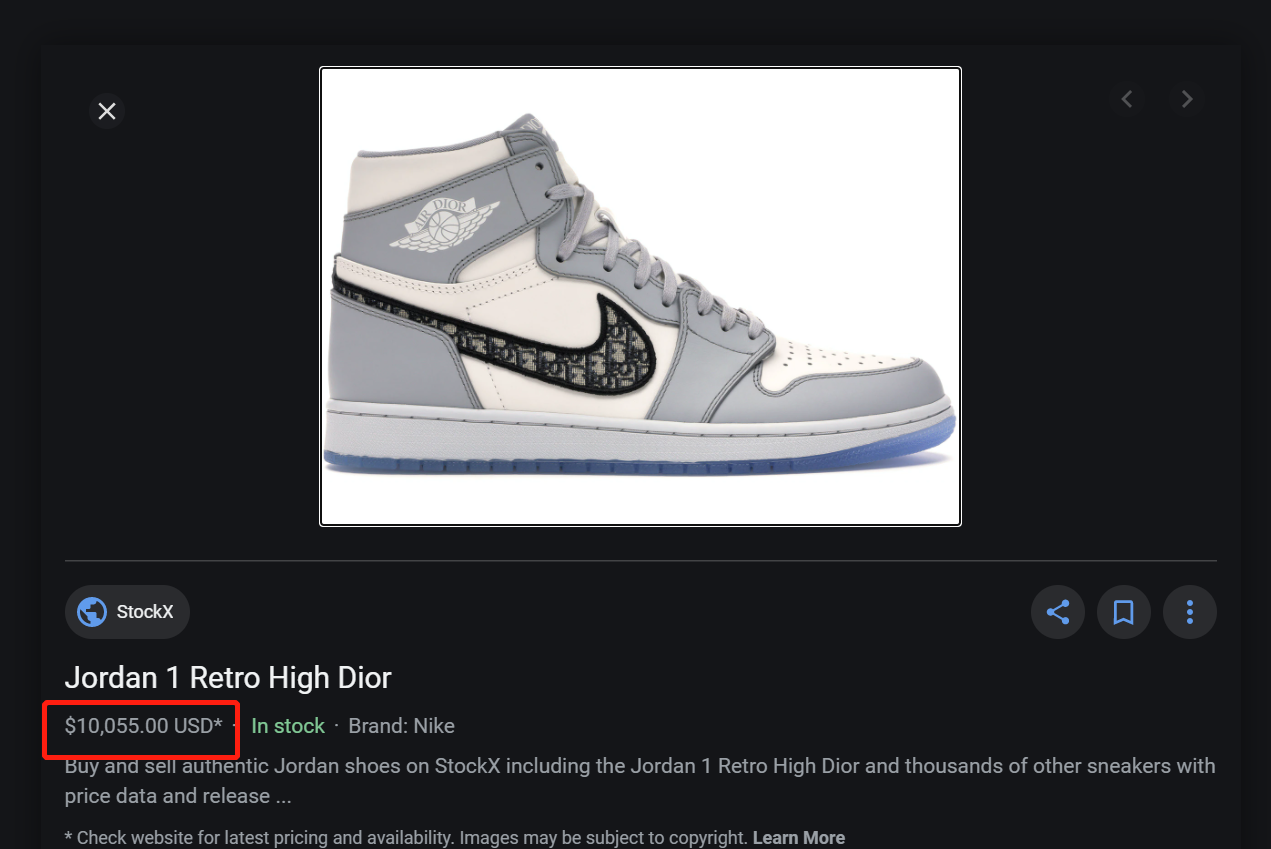 AIR DIOR
StockX
Jordan 1 Retro High Dior
$10,055.00 USD* · In stock · Brand: Nike
Buy and sell authentic Jordan shoes on StockX including the Jordan 1 Retro High Dior and thousands of other sneakers with
price data and release ...
* Check website for latest pricing and availability. Images may be subject to copyright. Learn More